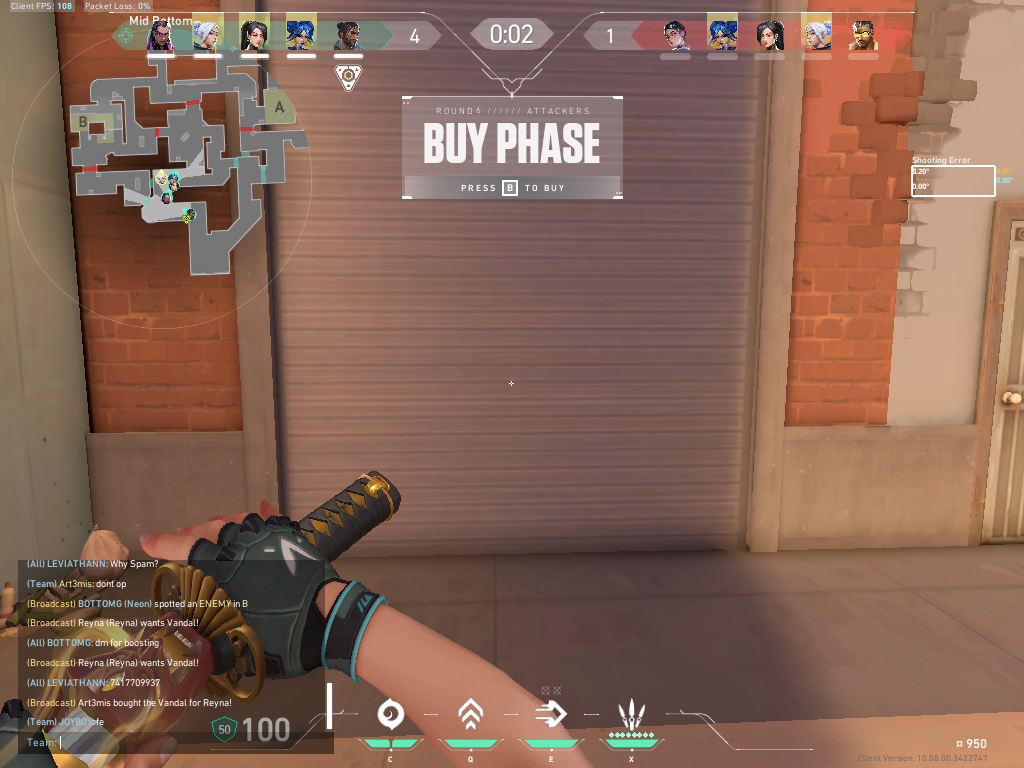 Client FPS: 108 Packet Loss: 0%
Mid Bottom
4
0:02
1
A
B
ROUND 6 ////// ATTACKERS
BUY PHASE
PRESS B TO BUY
Shooting Error
0.20°
0.00°
0.00°
(All) LEVIATHANN: Why Spam?
(Team) Art3mis: dont op
(Broadcast) BOTTOMG (Neon) spotted an ENEMY in B
(Broadcast) Reyna (Reyna) wants Vandal!
(All) BOTTOMG: dm for boosting
(Broadcast) Reyna (Reyna) wants Vandal!
(All) LEVIATHANN: 7417709937
(Broadcast) Art3mis bought the Vandal for Reyna!
(Team) JOYBOY: fe
Team:
50 100
C Q E X
¤ 950
Client Version: 10.08.00.3422747